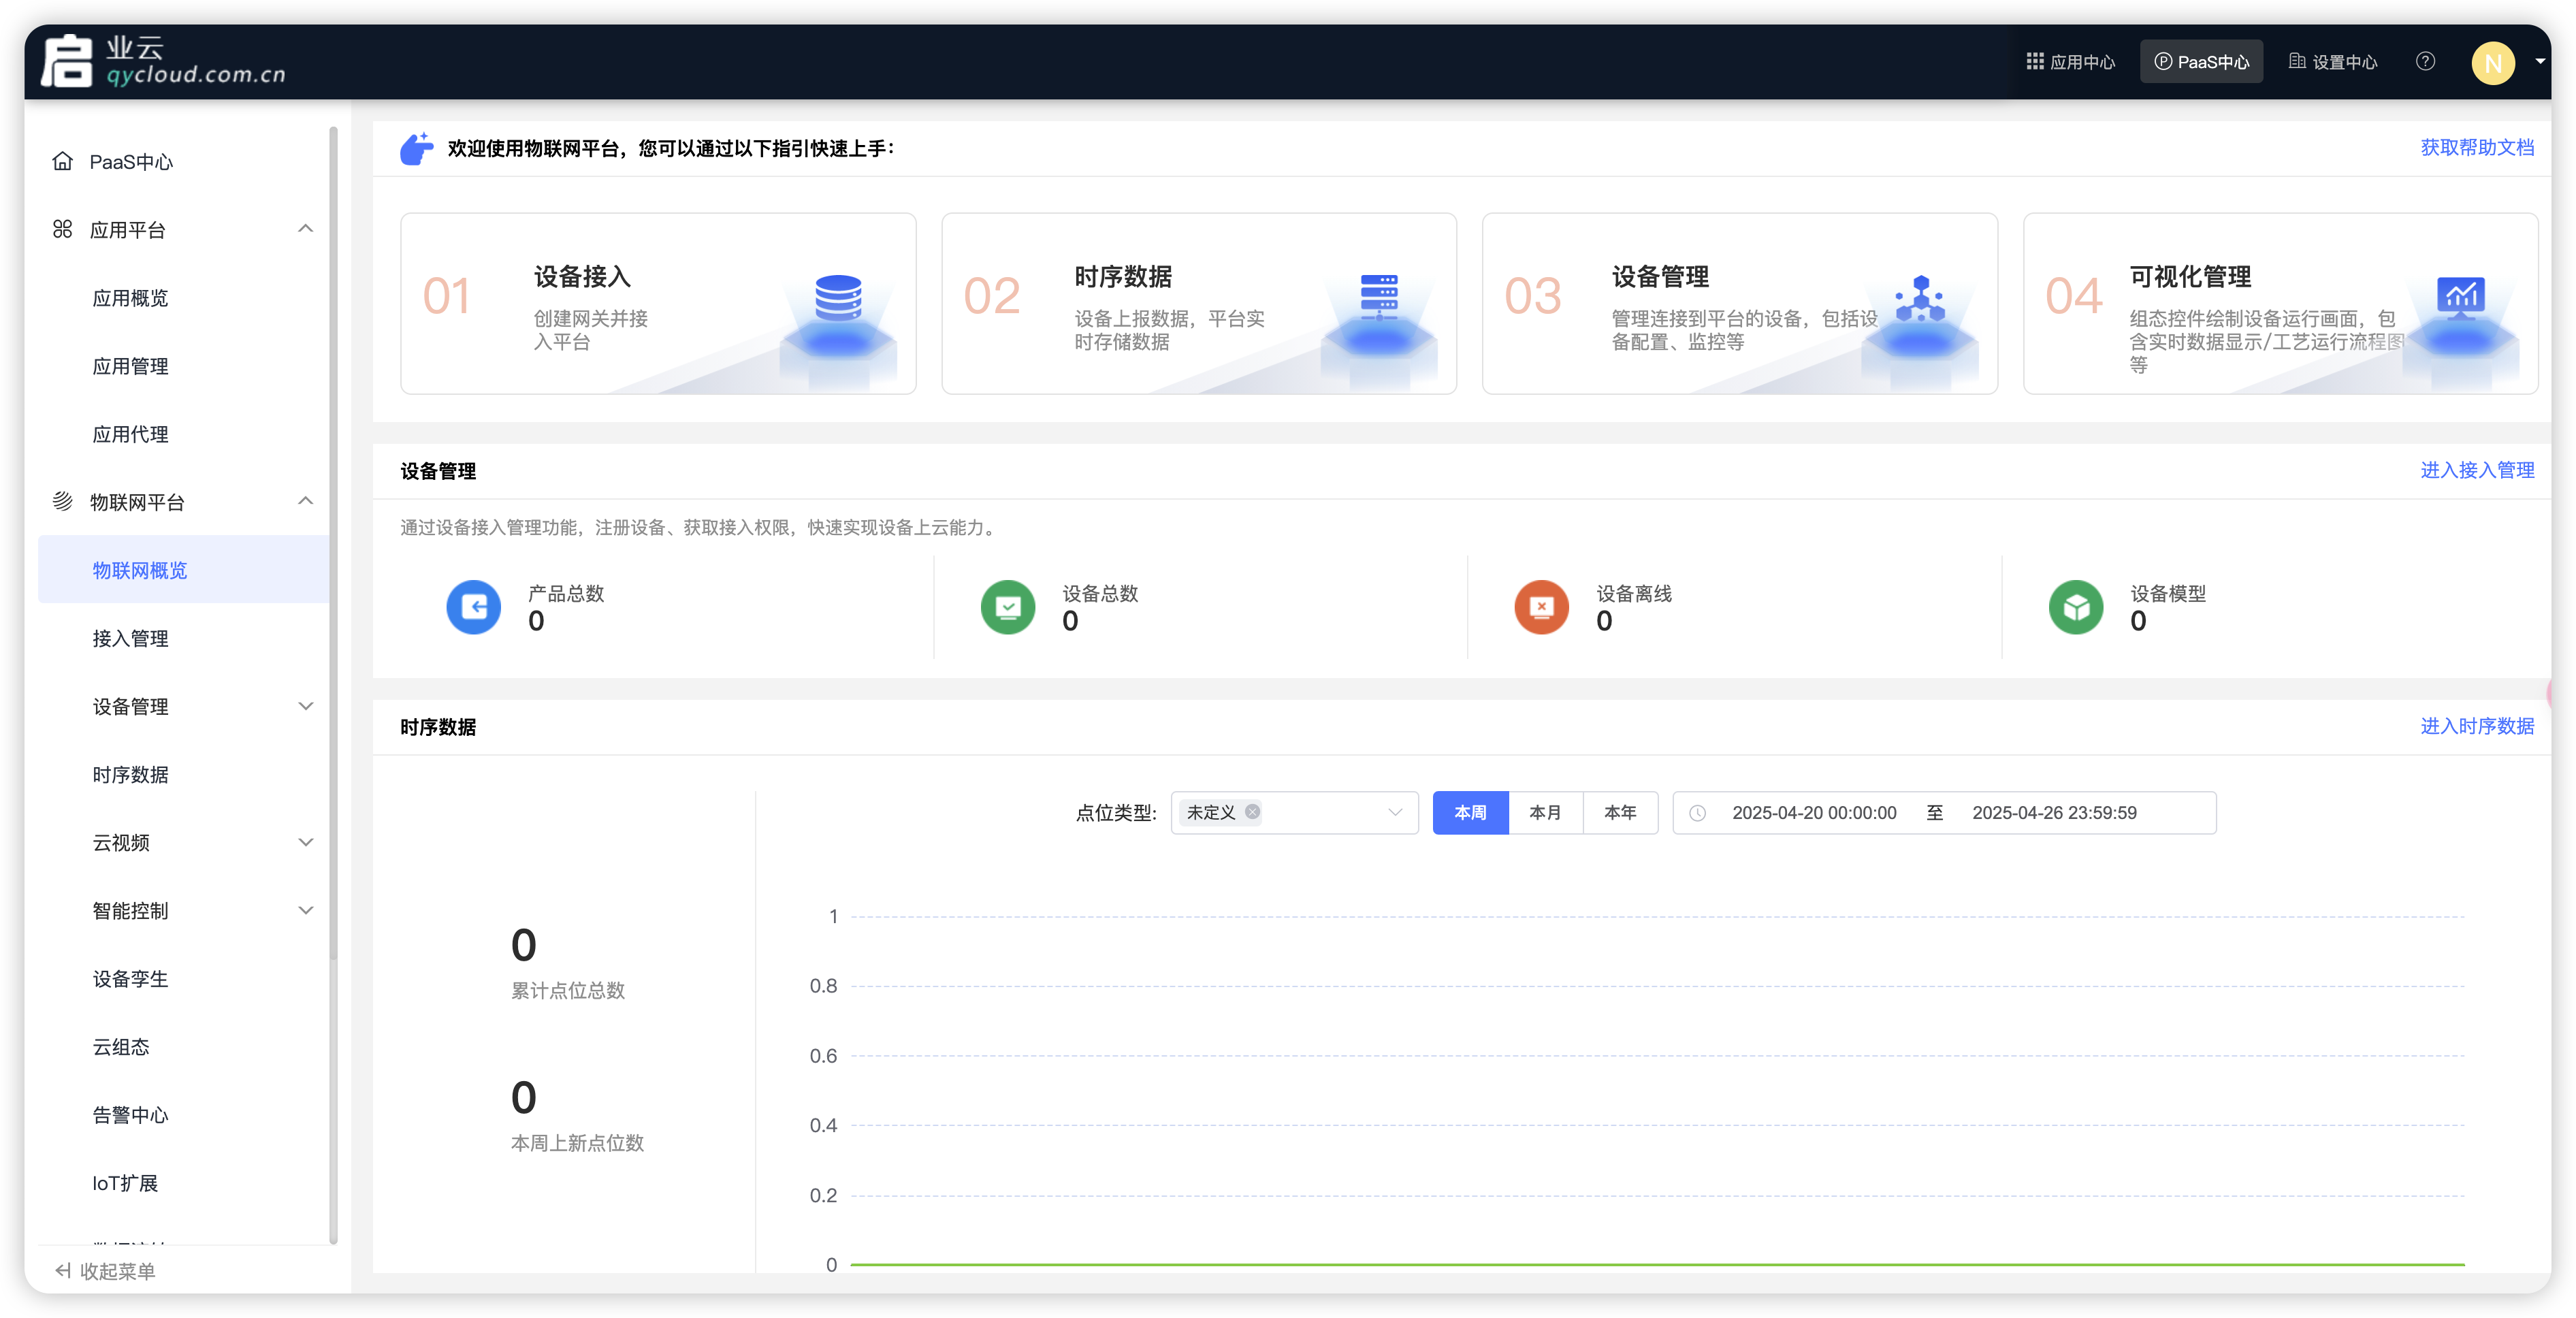 启
业云
qycloud.com.cn
应用中心
PaaS中心
设置中心
N
PaaS中心
应用平台
应用概览
应用管理
应用代理
物联网平台
物联网概览
接入管理
设备管理
时序数据
云视频
智能控制
设备孪生
云组态
告警中心
IoT扩展
收起菜单
欢迎使用物联网平台，您可以通过以下指引快速上手：
获取帮助文档
01
设备接入
创建网关并接
入平台
02
时序数据
设备上报数据，平台实
时存储数据
03
设备管理
管理连接到平台的设备，包括设
备配置、监控等
04
可视化管理
组态控件绘制设备运行画面，包
含实时数据显示/工艺运行流程图
等
设备管理
进入接入管理
通过设备接入管理功能，注册设备、获取接入权限，快速实现设备上云能力。
产品总数
0
设备总数
0
设备离线
0
设备模型
0
时序数据
进入时序数据
点位类型:
未定义
本周
本月
本年
2025-04-20 00:00:00 至 2025-04-26 23:59:59
0
累计点位总数
0
本周上新点位数
1
0.8
0.6
0.4
0.2
0